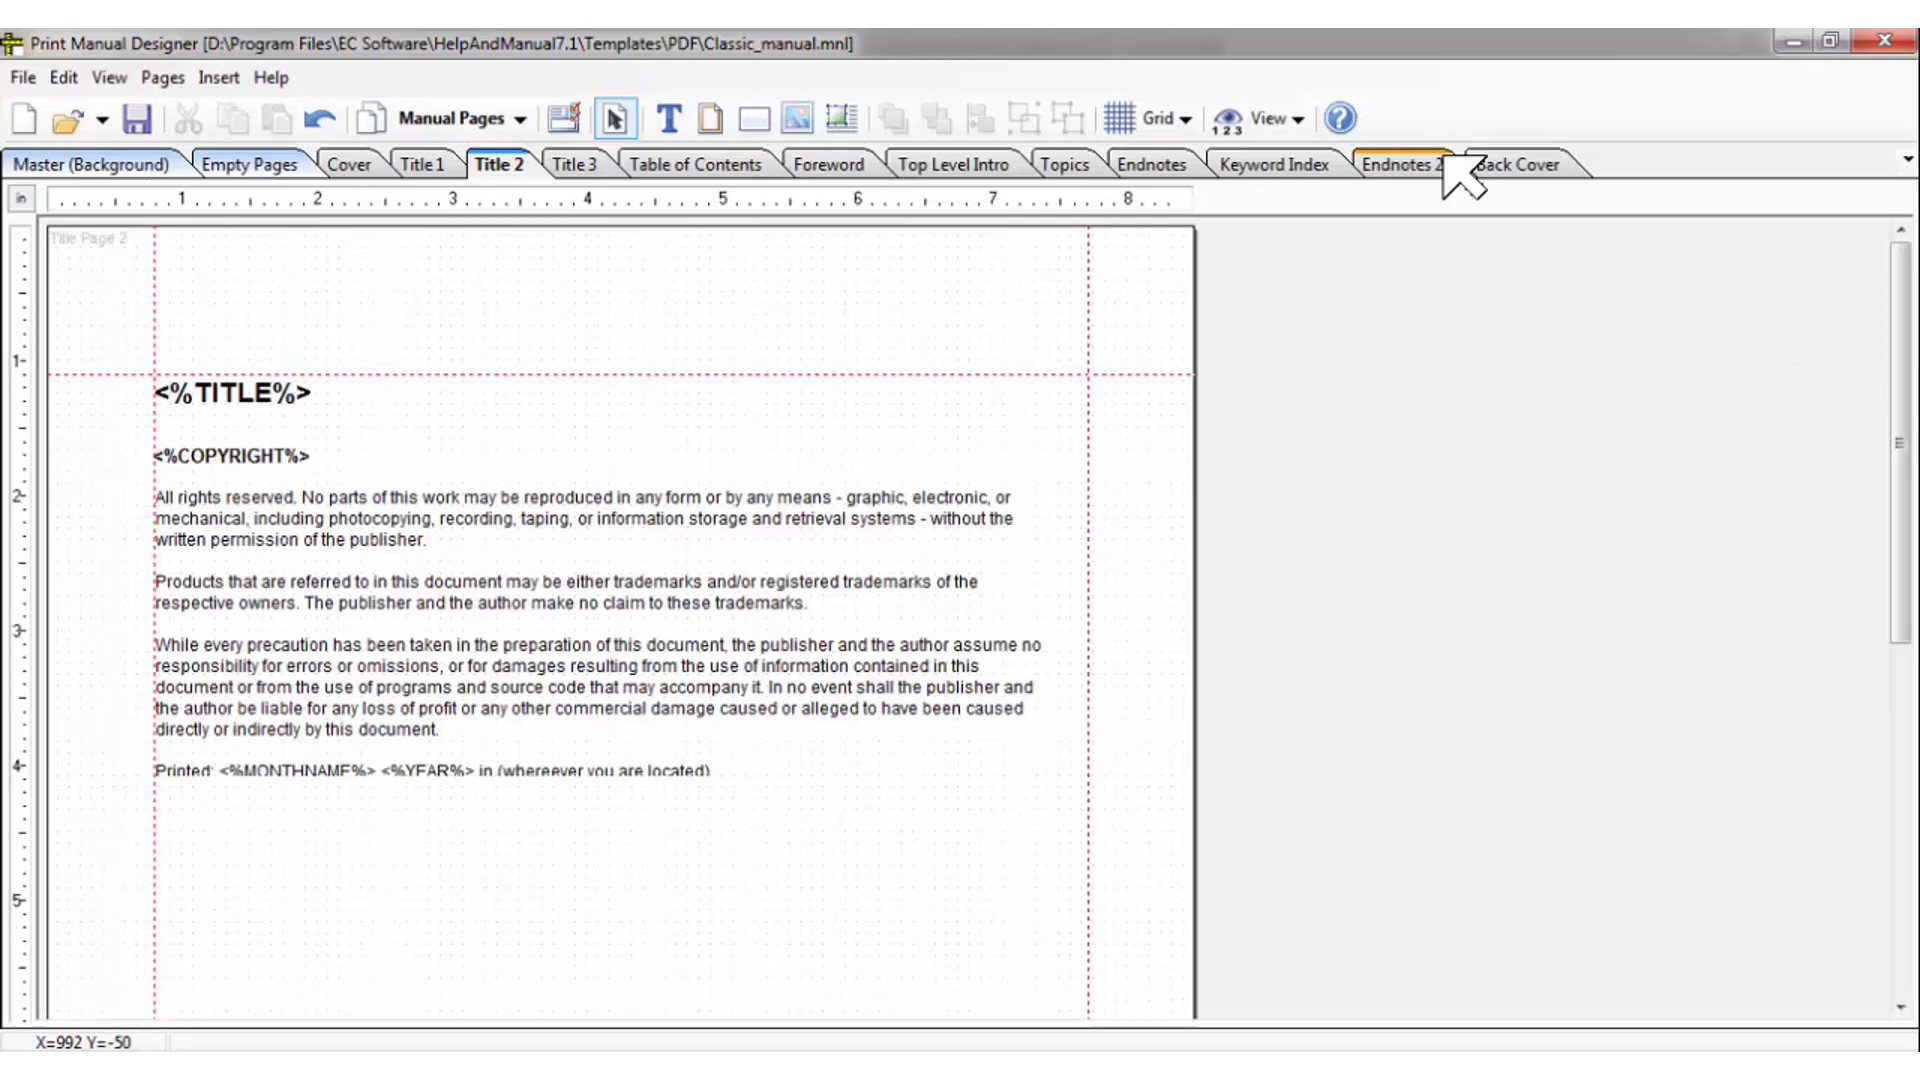 Print Manual Designer [D:\Program Files\EC Software\HelpAndManual7.1\Templates\PDF\Classic_manual.mnl]
File Edit View Pages Insert Help
Manual Pages T Grid 1 2 3 View ?
Master (Background) Empty Pages Cover Title 1 Title 2 Title 3 Table of Contents Foreword Top Level Intro Topics Endnotes Keyword Index Endnotes 2 Back Cover
in 1 2 3 4 5 6 7 8
Title Page 2
1
<%TITLE%>
<%COPYRIGHT%>
2
All rights reserved. No parts of this work may be reproduced in any form or by any means - graphic, electronic, or
mechanical, including photocopying, recording, taping, or information storage and retrieval systems - without the
written permission of the publisher.
Products that are referred to in this document may be either trademarks and/or registered trademarks of the
respective owners. The publisher and the author make no claim to these trademarks.
3
While every precaution has been taken in the preparation of this document, the publisher and the author assume no
responsibility for errors or omissions, or for damages resulting from the use of information contained in this
document or from the use of programs and source code that may accompany it. In no event shall the publisher and
the author be liable for any loss of profit or any other commercial damage caused or alleged to have been caused
directly or indirectly by this document.
4
Printed: <%MONTHNAME%> <%YEAR%> in (whereever you are located)
5
X=992 Y=-50